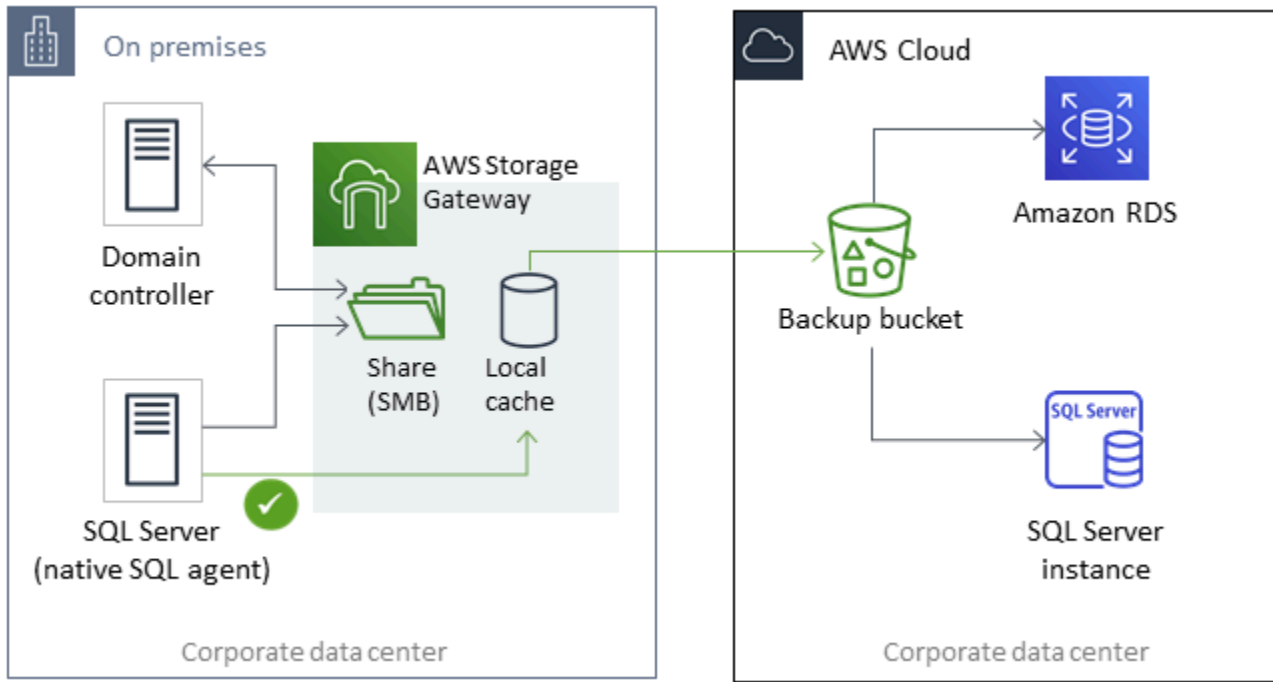 On premises
AWS Storage
Gateway
Domain
controller
Share
(SMB)
Local
cache
SQL Server
(native SQL agent)
Corporate data center
AWS Cloud
Amazon RDS
Backup bucket
SQL Server
SQL Server
instance
Corporate data center